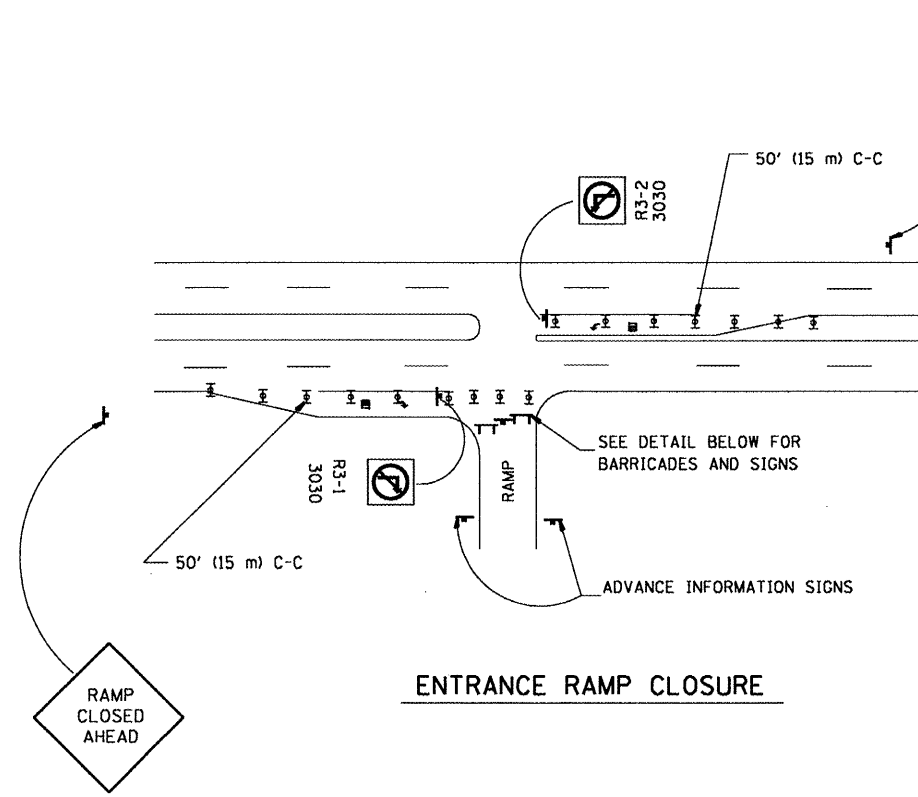 50' (15 m) C-C
R3-2
3030
SEE DETAIL BELOW FOR
BARRICADES AND SIGNS
RAMP
R3-1
3030
50' (15 m) C-C
ADVANCE INFORMATION SIGNS
RAMP
CLOSED
AHEAD
ENTRANCE RAMP CLOSURE